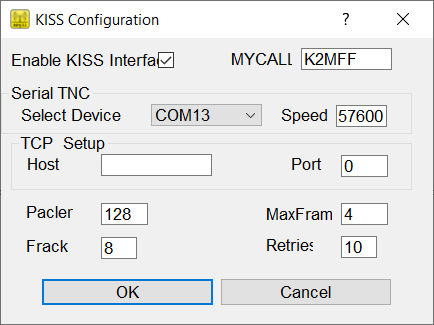 KISS Configuration ? ×
Enable KISS Interfac MYCALL K2MFF
Serial TNC
Select Device COM13 Speed 57600
TCP Setup
Host Port 0
Pacler 128 MaxFram 4
Frack 8 Retries 10
OK Cancel